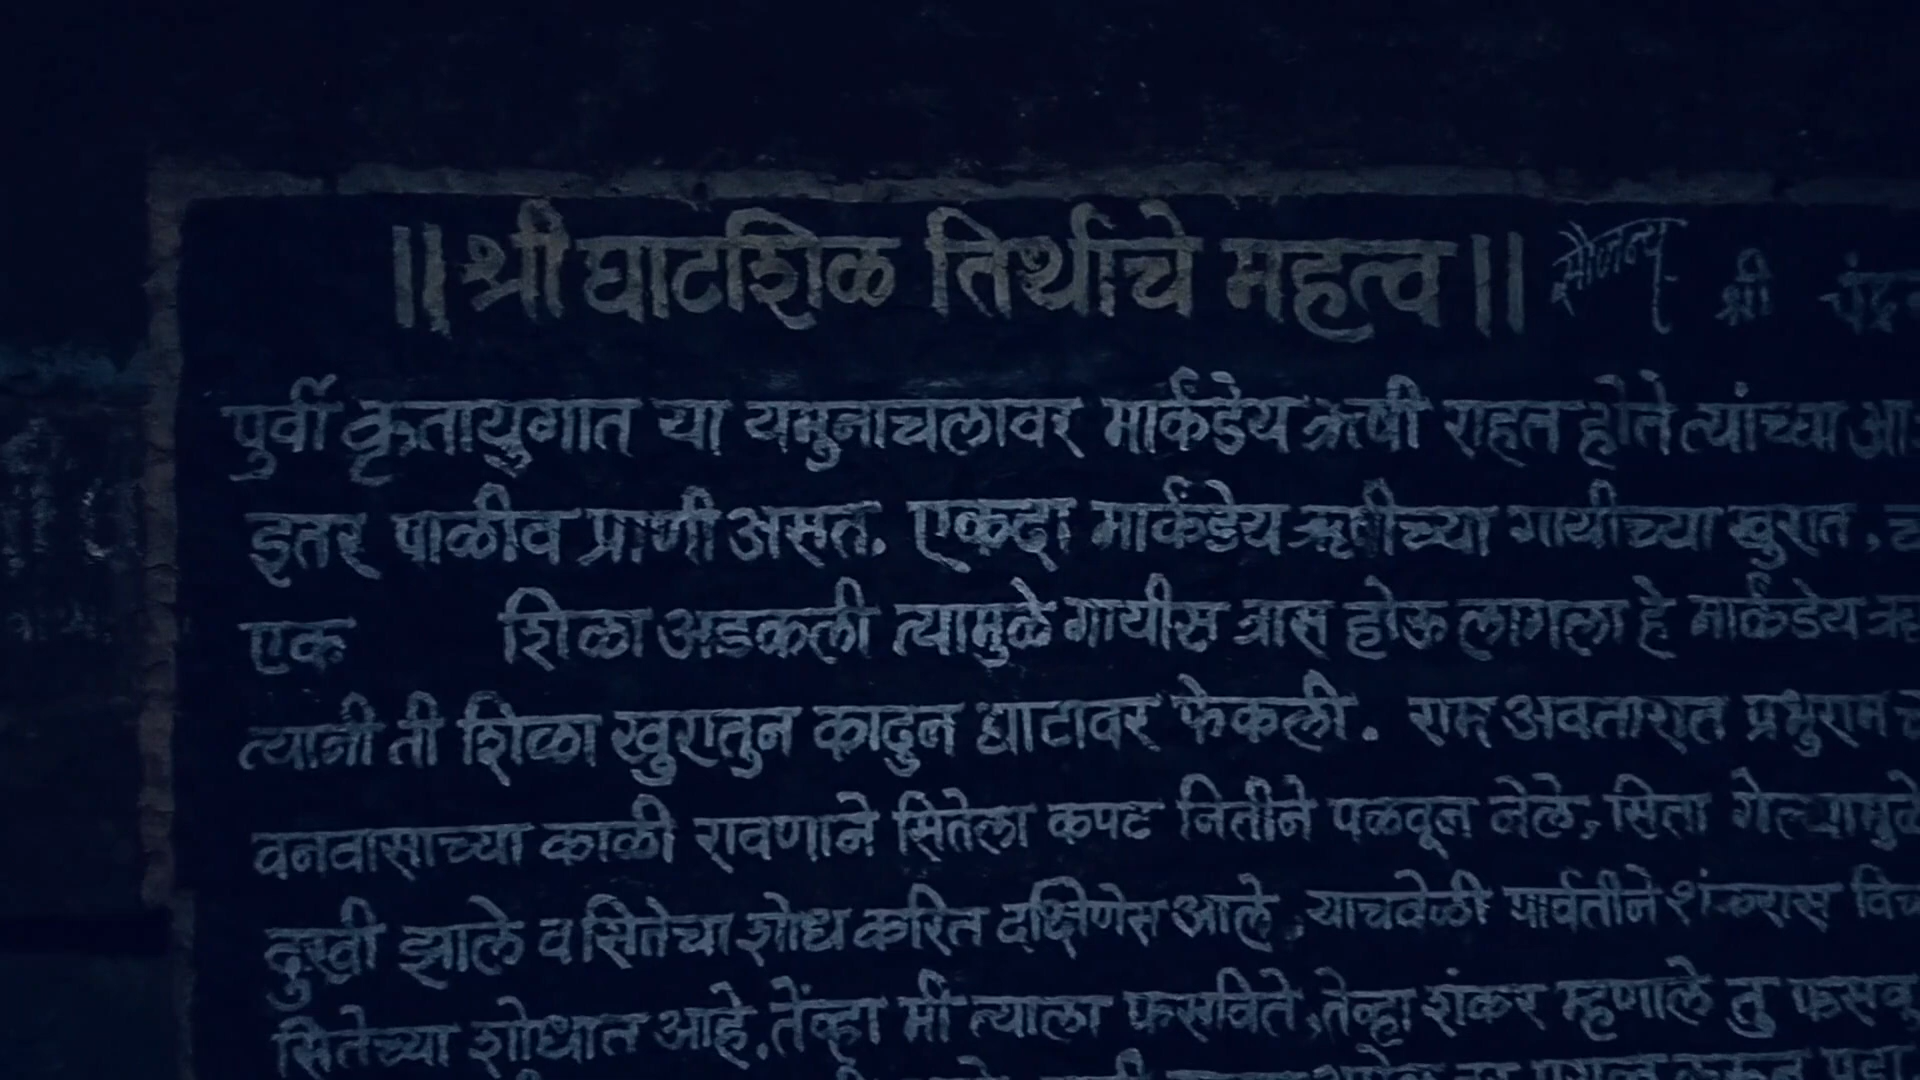 ॥ श्री घाटशिळ तिर्थाचे महत्व ॥ सौजन्य श्री
पुर्वी कृतायुगात या यमुनाचलावर मार्कंडेय ऋषी राहत होते त्यांच्या
इतर पाळीव प्राणी असत. एकदा मार्कंडेय ऋषीच्या गायीच्या खुरात,
एक शिळा अडकली त्यामुळे गायीस त्रास होऊ लागला हे मार्कंडेय
त्यानी ती शिळा खुरातुन काढुन घाटावर फेकली. राम अवतारात प्रभुराम
वनवासाच्या काळी रावणाने सितेला कपट नितीने पळवून नेले, सिता गेल्यामुळे
दुखी झाले व सितेचा शोध करित दक्षिणेस आले, याचवेळी पार्वतीने शंकरास
सितेच्या शोधात आहे. तेंव्हा मी त्याला फसविते, तेव्हा शंकर म्हणाले तु